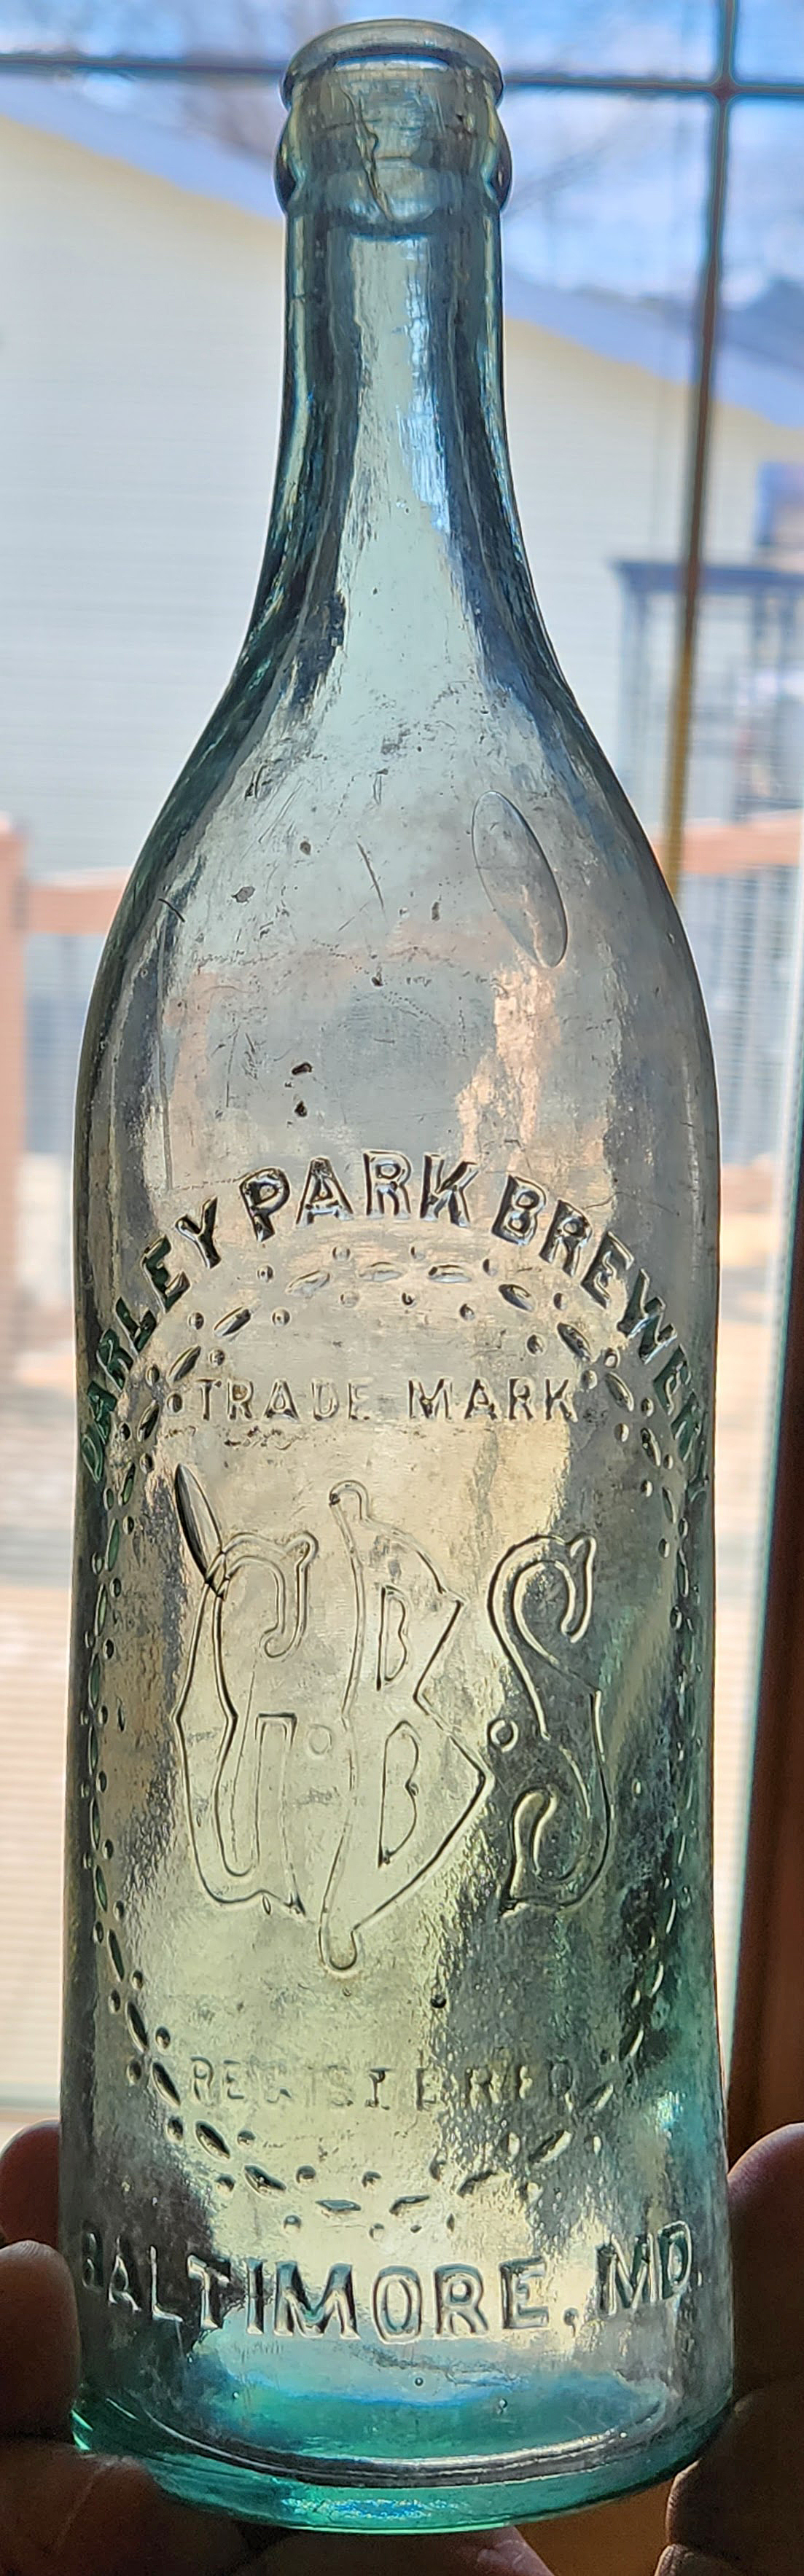 DARLEY PARK BREWERY
TRADE MARK
G·B·S
REGISTERED
BALTIMORE, MD.